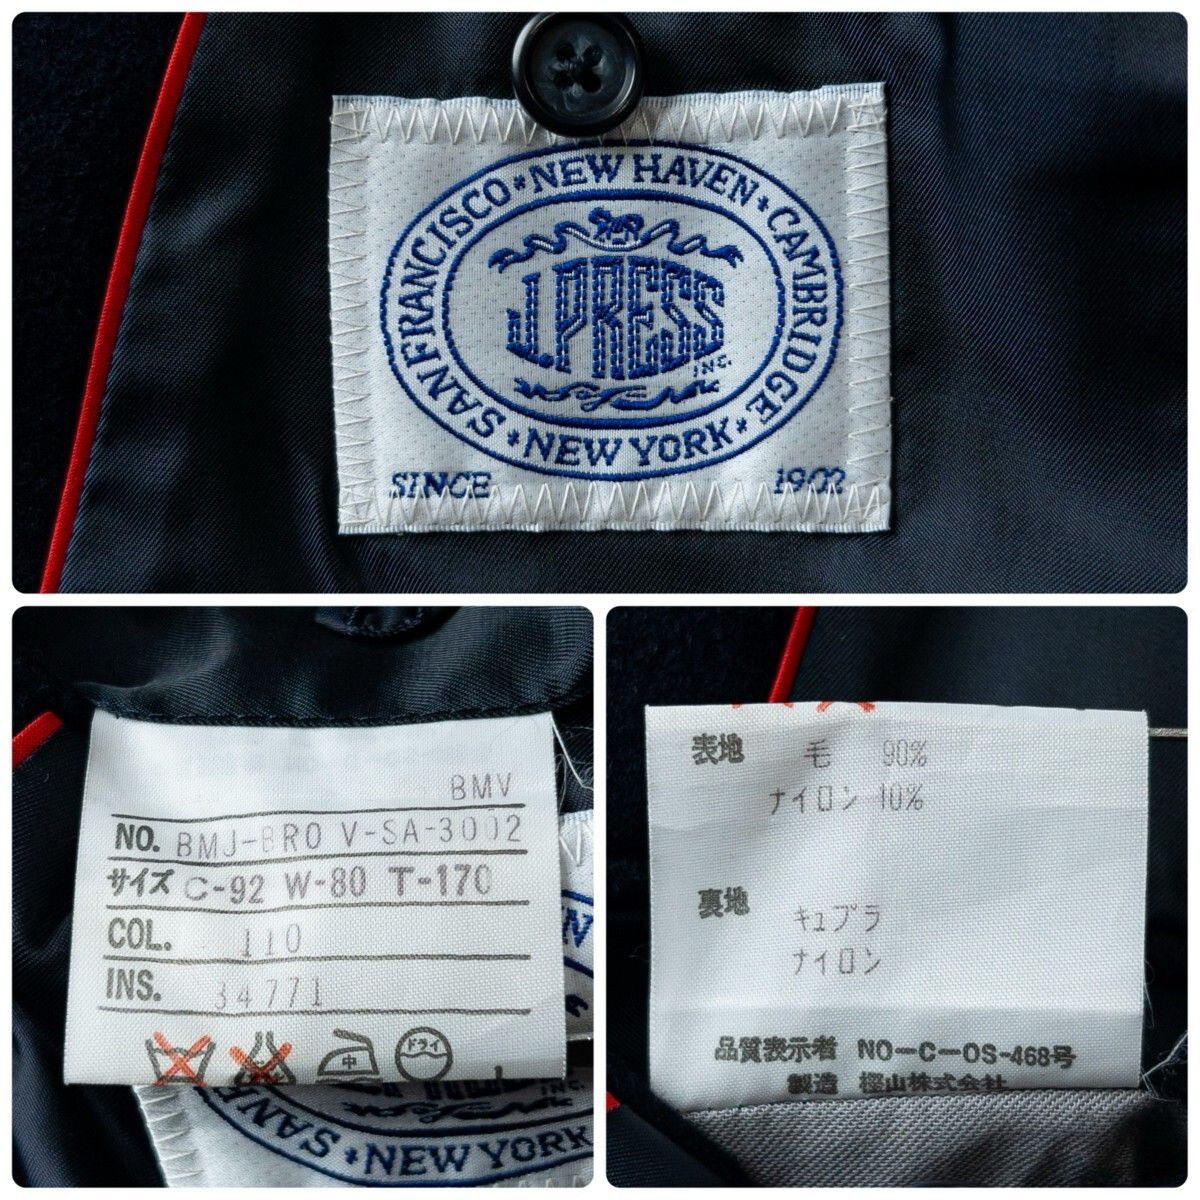 SAN FRANCISCO * NEW HAVEN * CAMBRIDGE * NEW YORK *
J.PRESS
INC.
SINCE 1902
BMV
NO. BMJ-BRO V-SA-3002
サイズ C-92 W-80 T-170
COL. 110
INS. 34771
中 ドライ
INC.
NEW YORK
表地 毛 90%
ナイロン 10%
裏地 キュプラ
ナイロン
品質表示者 NO-C-OS-468号
製造 樫山株式会社